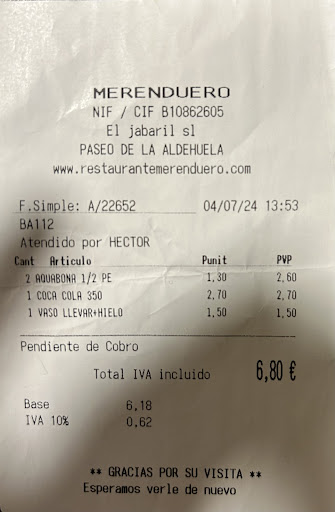 MERENDUERO
NIF / CIF B10862605
El jabaril sl
PASEO DE LA ALDEHUELA
www.restaurantemerenduero.com
F.Simple: A/22652 04/07/24 13:53
BA112
Atendido por HECTOR
Cant Artículo Punit PVP
2 AQUABONA 1/2 PE 1,30 2,60
1 COCA COLA 350 2,70 2,70
1 VASO LLEVAR+HIELO 1,50 1,50
Pendiente de Cobro
Total IVA incluido 6,80 €
Base 6,18
IVA 10% 0,62
** GRACIAS POR SU VISITA **
Esperamos verle de nuevo